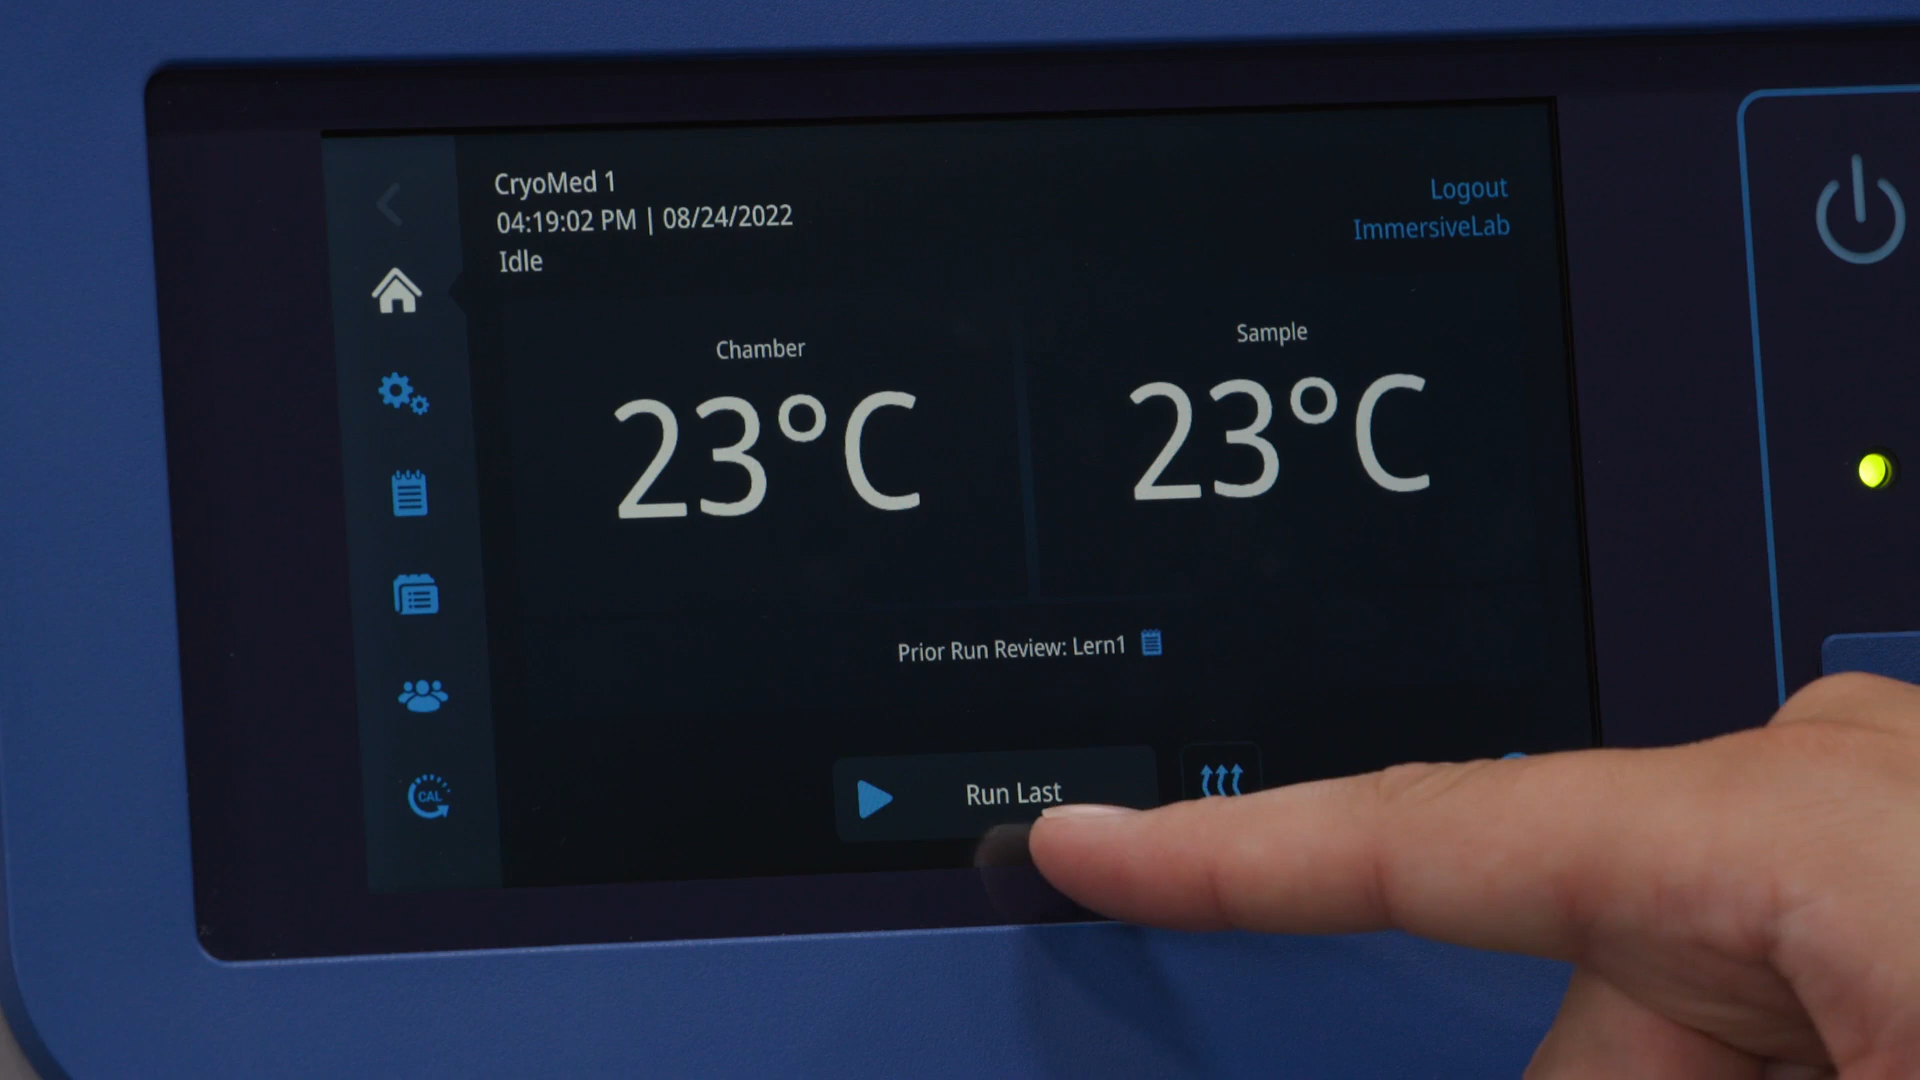 CryoMed 1
04:19:02 PM | 08/24/2022
Idle
Logout
ImmersiveLab
Chamber
23°C
Sample
23°C
Prior Run Review: Lern1
Run Last
CAL